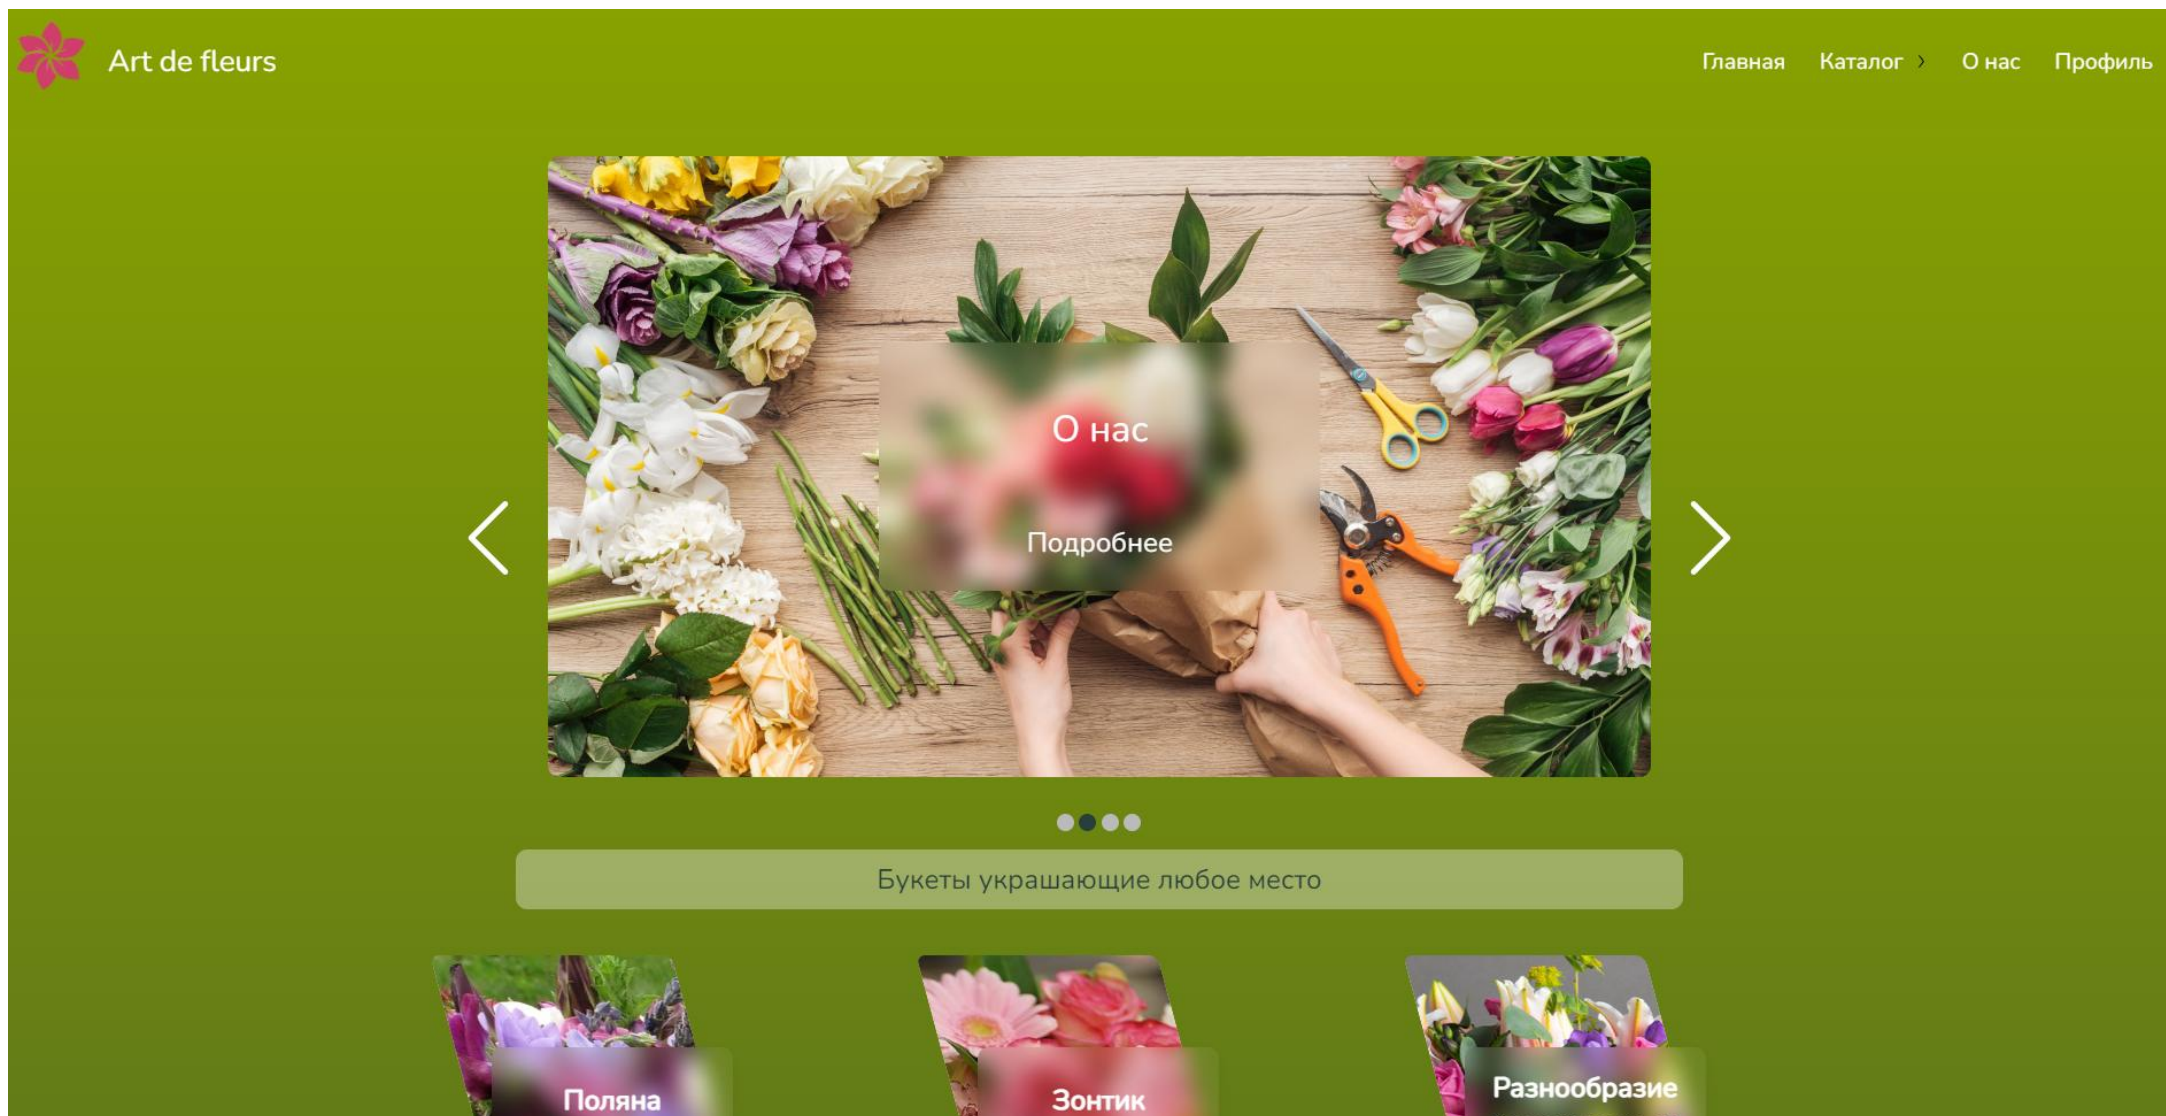 Art de fleurs
Главная Каталог О нас Профиль
О нас
Подробнее
Букеты украшающие любое место
Поляна
Зонтик
Разнообразие